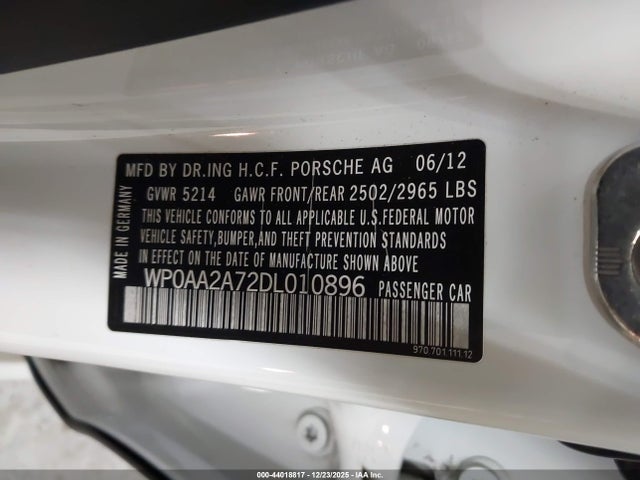 MFD BY DR.ING H.C.F. PORSCHE AG 06/12
GVWR 5214 GAWR FRONT/REAR 2502/2965 LBS
THIS VEHICLE CONFORMS TO ALL APPLICABLE U.S.FEDERAL MOTOR
VEHICLE SAFETY,BUMPER,AND THEFT PREVENTION STANDARDS
IN EFFECT ON THE DATE OF MANUFACTURE SHOWN ABOVE
WP0AA2A72DL010896 PASSENGER CAR
970.701.111.12
MADE IN GERMANY
000-44018817 - 12/23/2025 - IAAI.COM